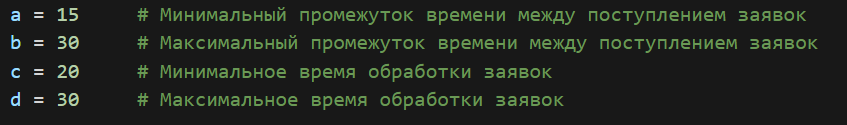 a = 15     # Минимальный промежуток времени между поступлением заявок
b = 30     # Максимальный промежуток времени между поступлением заявок
c = 20     # Минимальное время обработки заявок
d = 30     # Максимальное время обработки заявок